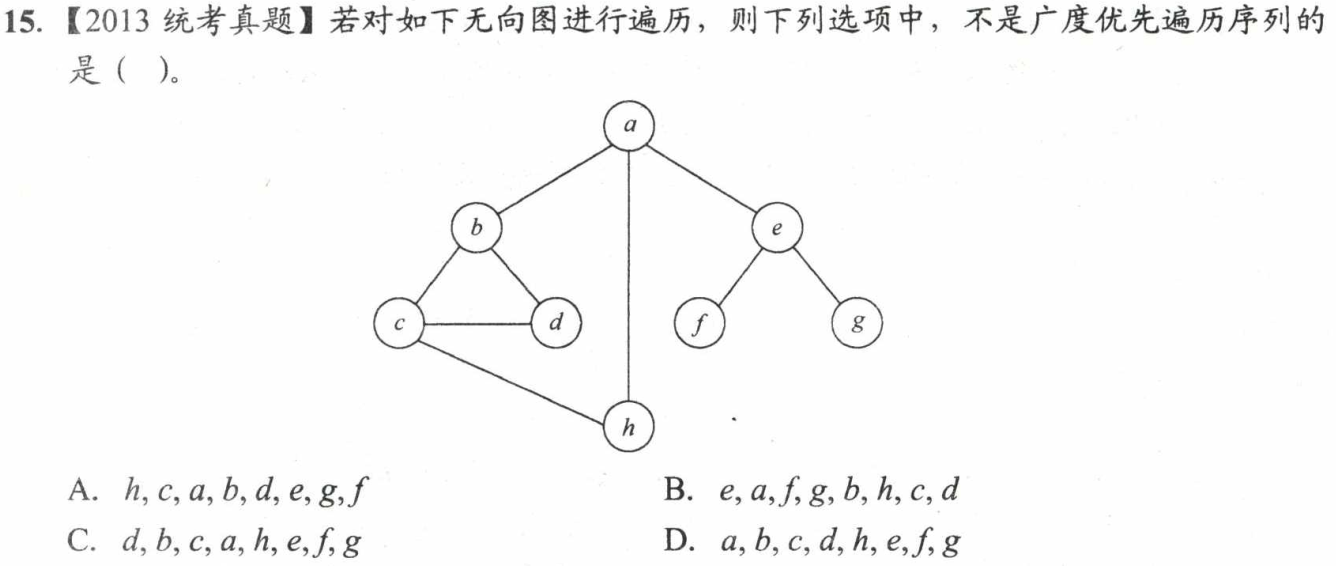 15. 【2013 统考真题】若对如下无向图进行遍历，则下列选项中，不是广度优先遍历序列的
是（ ）。
a
b
e
c
d
f
g
h
A. h, c, a, b, d, e, g, f
B. e, a, f, g, b, h, c, d
C. d, b, c, a, h, e, f, g
D. a, b, c, d, h, e, f, g